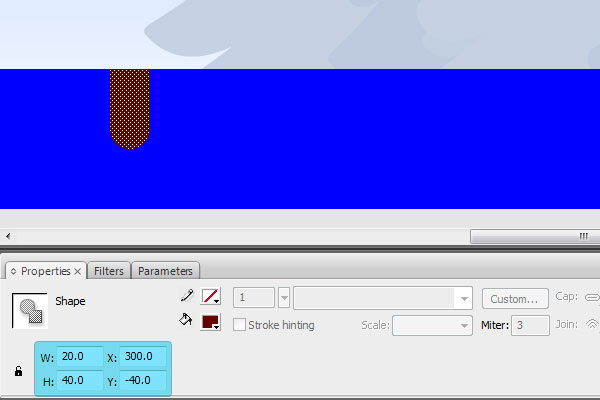 Properties Filters Parameters
Shape 1 Custom... Cap:
Stroke hinting Scale: Miter: 3 Join:
W: 20.0 X: 300.0
H: 40.0 Y: -40.0